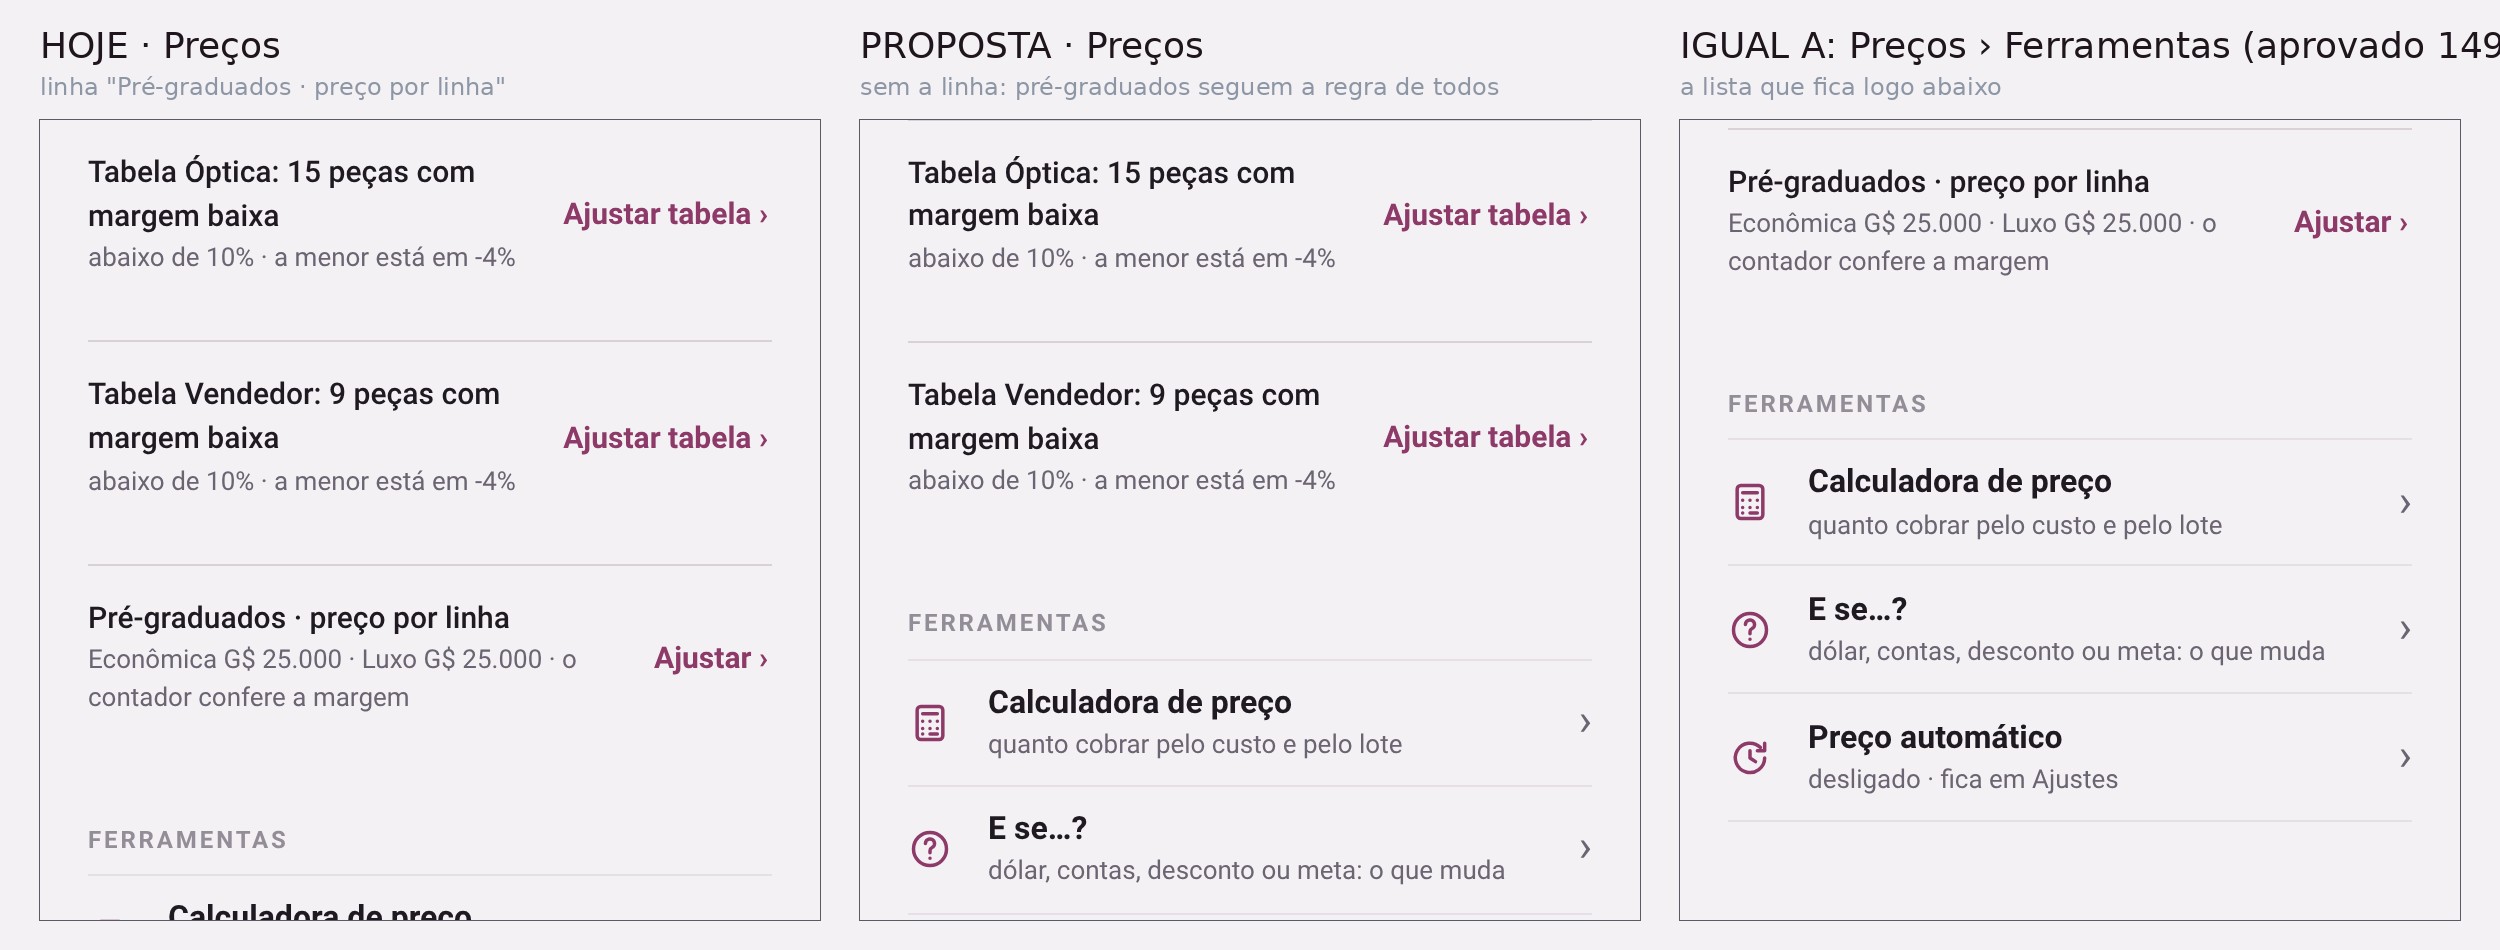 HOJE · Preços
linha "Pré-graduados · preço por linha"
Tabela Óptica: 15 peças com
margem baixa
Ajustar tabela ›
abaixo de 10% · a menor está em -4%
Tabela Vendedor: 9 peças com
margem baixa
Ajustar tabela ›
abaixo de 10% · a menor está em -4%
Pré-graduados · preço por linha
Econômica G$ 25.000 · Luxo G$ 25.000 · o
contador confere a margem
Ajustar ›
FERRAMENTAS
Calculadora de preço
PROPOSTA · Preços
sem a linha: pré-graduados seguem a regra de todos
Tabela Óptica: 15 peças com
margem baixa
Ajustar tabela ›
abaixo de 10% · a menor está em -4%
Tabela Vendedor: 9 peças com
margem baixa
Ajustar tabela ›
abaixo de 10% · a menor está em -4%
FERRAMENTAS
Calculadora de preço
quanto cobrar pelo custo e pelo lote
›
E se...?
dólar, contas, desconto ou meta: o que muda
›
IGUAL A: Preços › Ferramentas (aprovado 149
a lista que fica logo abaixo
Pré-graduados · preço por linha
Econômica G$ 25.000 · Luxo G$ 25.000 · o
contador confere a margem
Ajustar ›
FERRAMENTAS
Calculadora de preço
quanto cobrar pelo custo e pelo lote
›
E se...?
dólar, contas, desconto ou meta: o que muda
›
Preço automático
desligado · fica em Ajustes
›